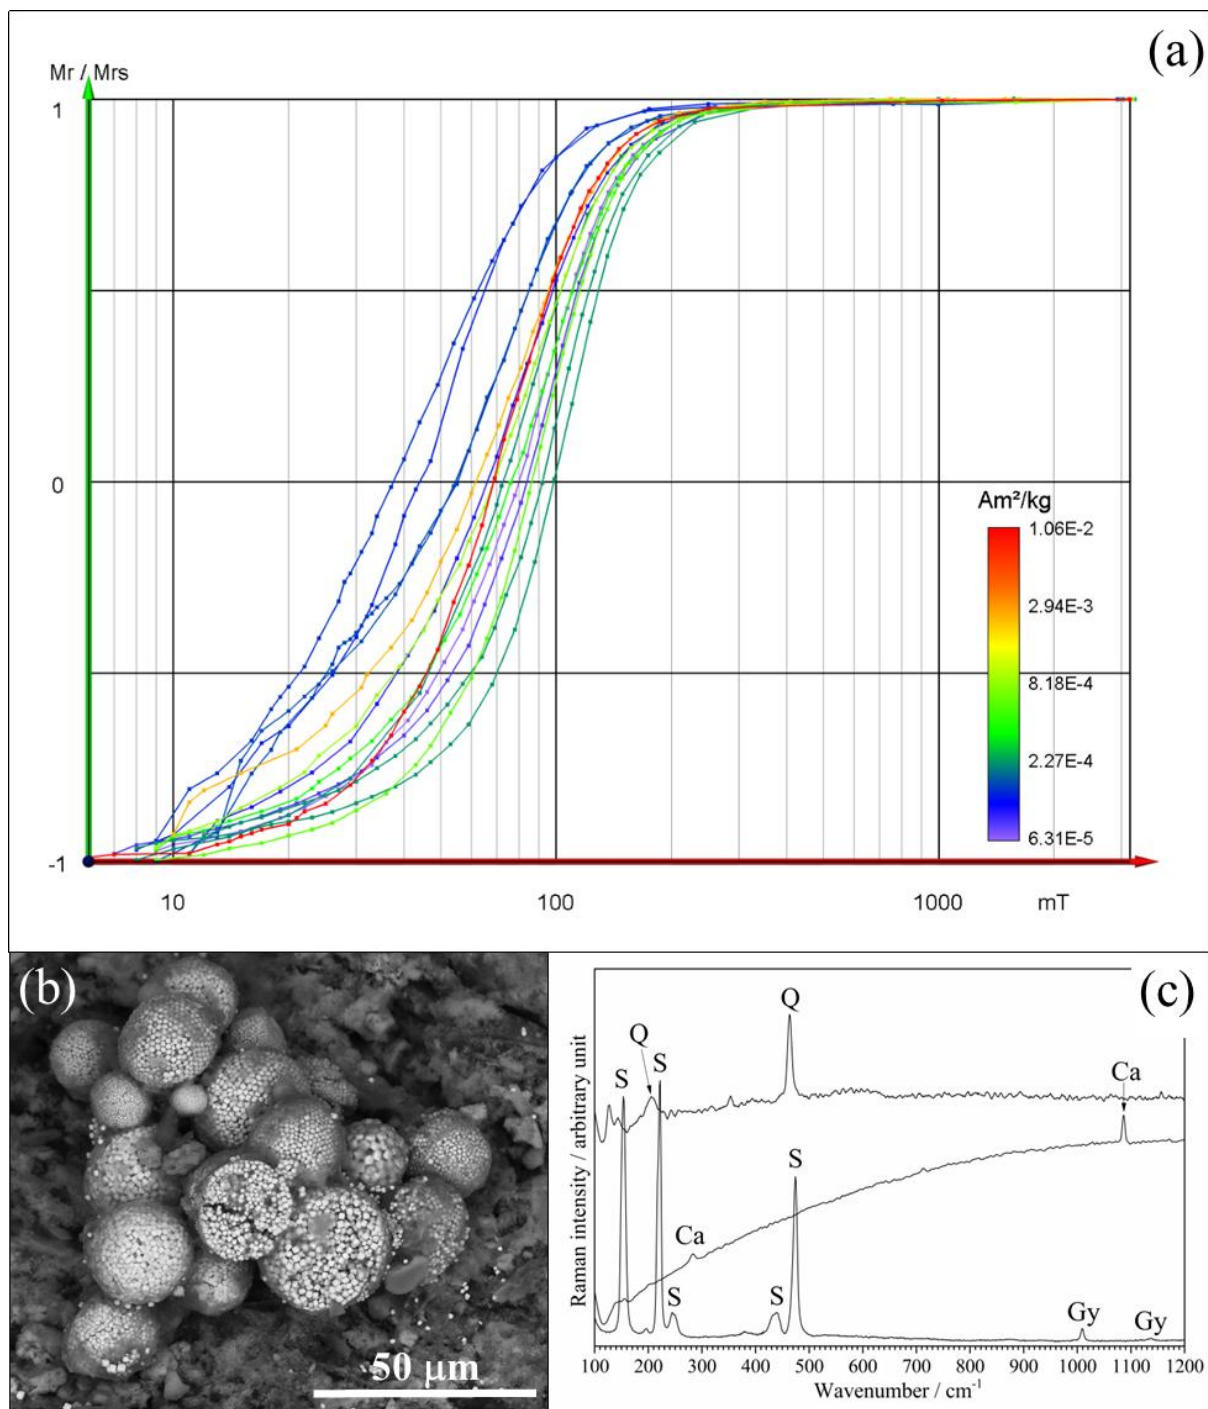 (a)
Mr / Mrs
1
0
-1
10 100 1000 mT
Am²/kg
1.06E-2
2.94E-3
8.18E-4
2.27E-4
6.31E-5
(b)
50 μm
(c)
Raman intensity / arbitrary unit
Q
Q
S
S
Ca
S
Ca
S
S
Gy
Gy
100 200 300 400 500 600 700 800 900 1000 1100 1200
Wavenumber / cm-1